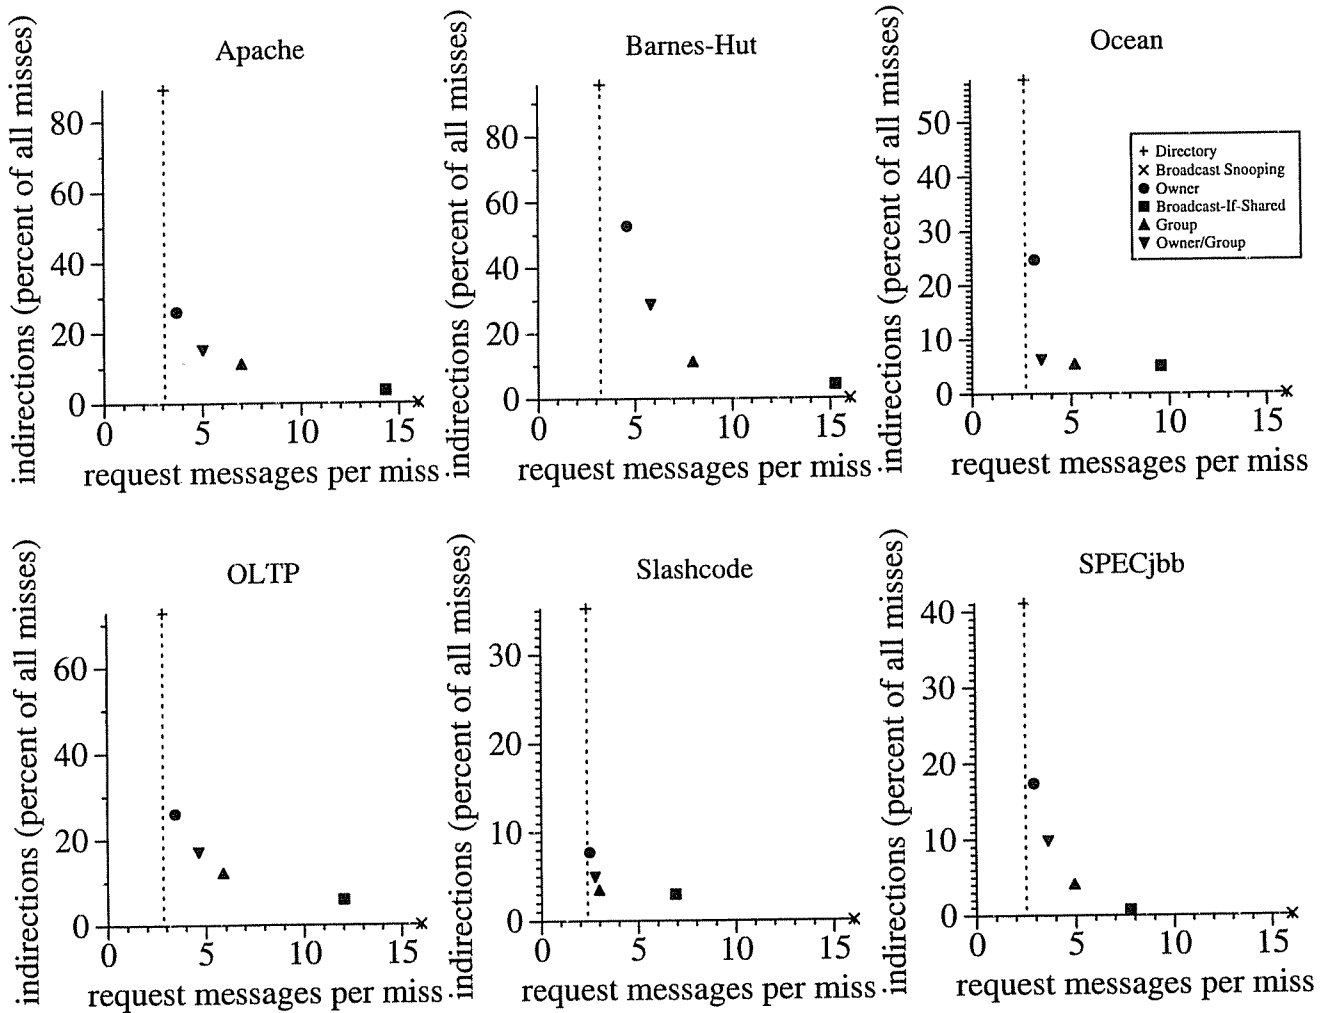 Apache
indirections (percent of all misses)
80
60
40
20
0
0 5 10 15
request messages per miss
Barnes-Hut
indirections (percent of all misses)
80
60
40
20
0
0 5 10 15
request messages per miss
Ocean
indirections (percent of all misses)
50
40
30
20
10
0
0 5 10 15
request messages per miss
Directory
Broadcast Snooping
Owner
Broadcast-If-Shared
Group
Owner/Group
OLTP
indirections (percent of all misses)
60
40
20
0
0 5 10 15
request messages per miss
Slashcode
indirections (percent of all misses)
30
20
10
0
0 5 10 15
request messages per miss
SPECjbb
indirections (percent of all misses)
40
30
20
10
0
0 5 10 15
request messages per miss